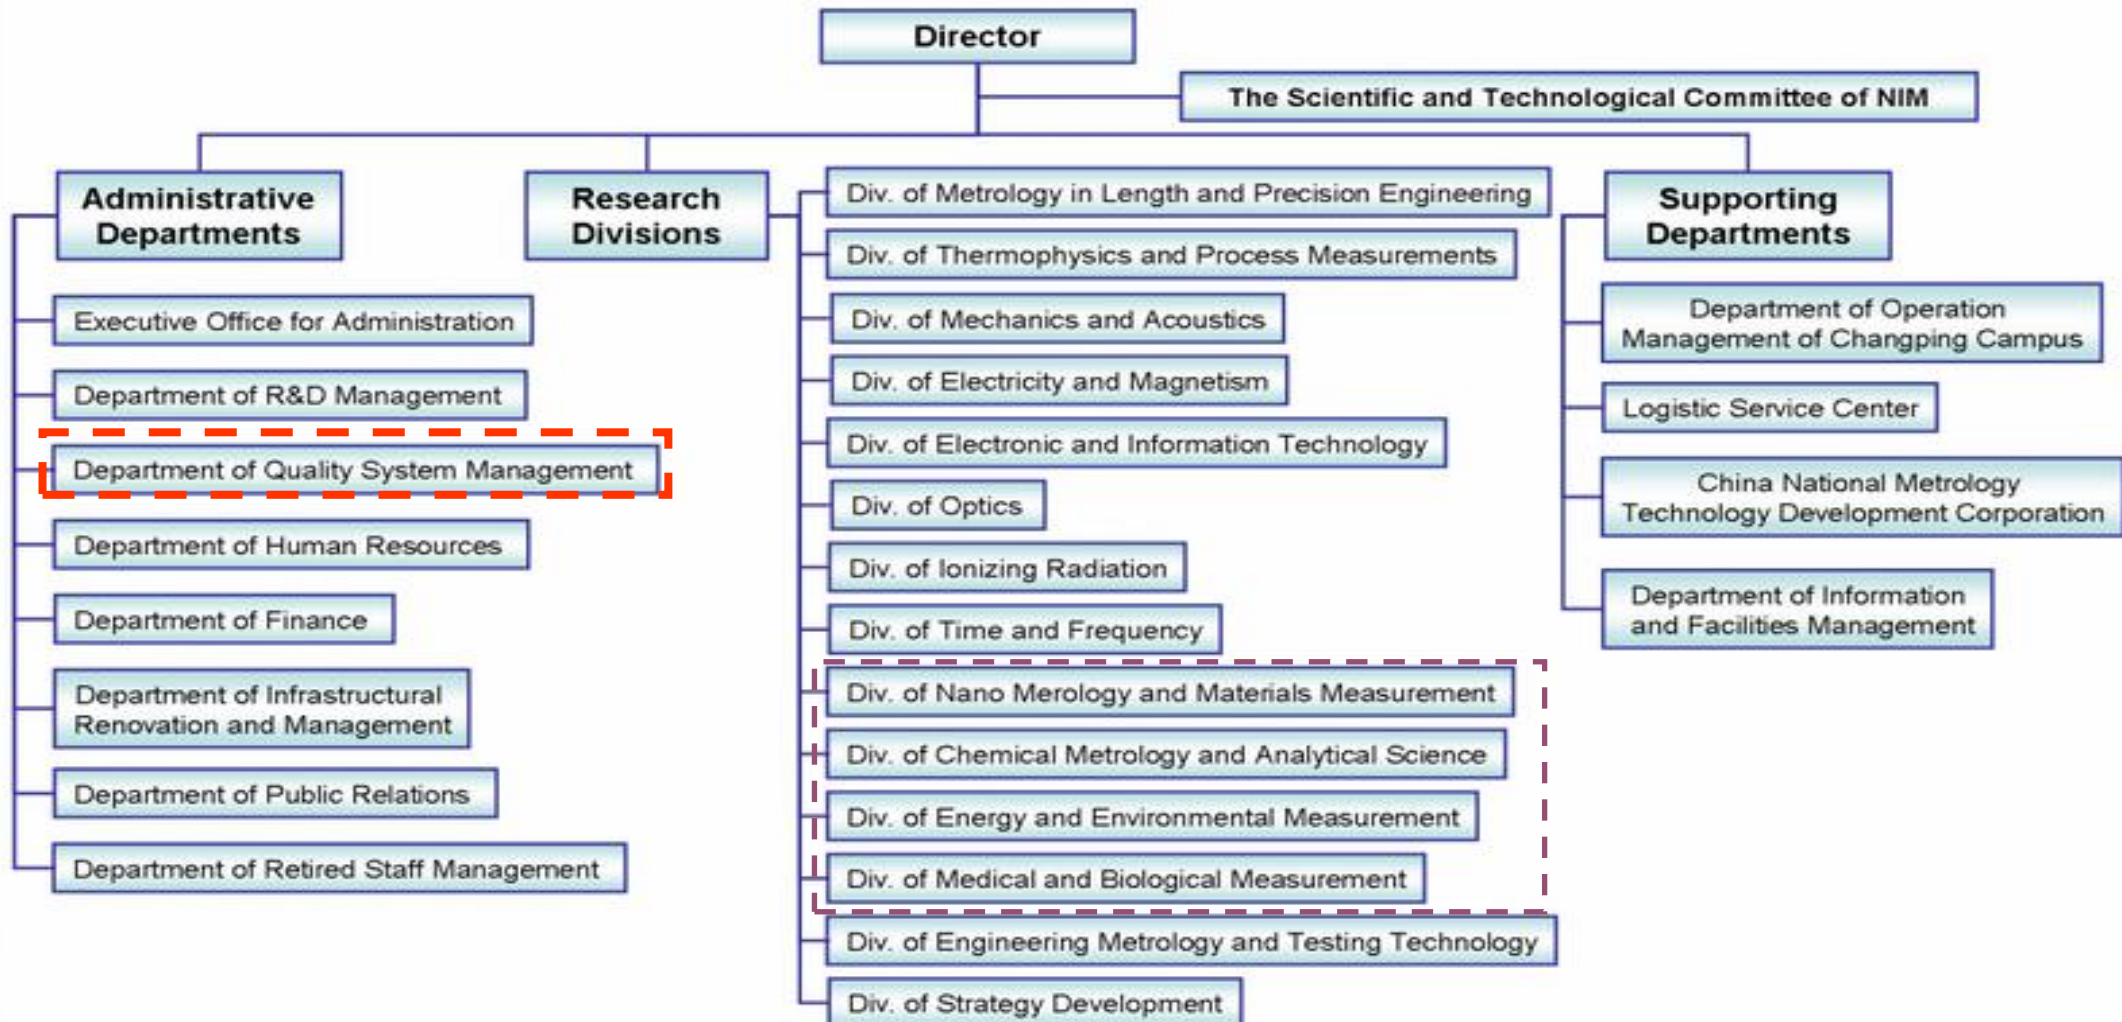 Director
The Scientific and Technological Committee of NIM
Administrative
Departments
Executive Office for Administration
Department of R&D Management
Department of Quality System Management
Department of Human Resources
Department of Finance
Department of Infrastructural
Renovation and Management
Department of Public Relations
Department of Retired Staff Management
Research
Divisions
Div. of Metrology in Length and Precision Engineering
Div. of Thermophysics and Process Measurements
Div. of Mechanics and Acoustics
Div. of Electricity and Magnetism
Div. of Electronic and Information Technology
Div. of Optics
Div. of Ionizing Radiation
Div. of Time and Frequency
Div. of Nano Merology and Materials Measurement
Div. of Chemical Metrology and Analytical Science
Div. of Energy and Environmental Measurement
Div. of Medical and Biological Measurement
Div. of Engineering Metrology and Testing Technology
Div. of Strategy Development
Supporting
Departments
Department of Operation
Management of Changping Campus
Logistic Service Center
China National Metrology
Technology Development Corporation
Department of Information
and Facilities Management